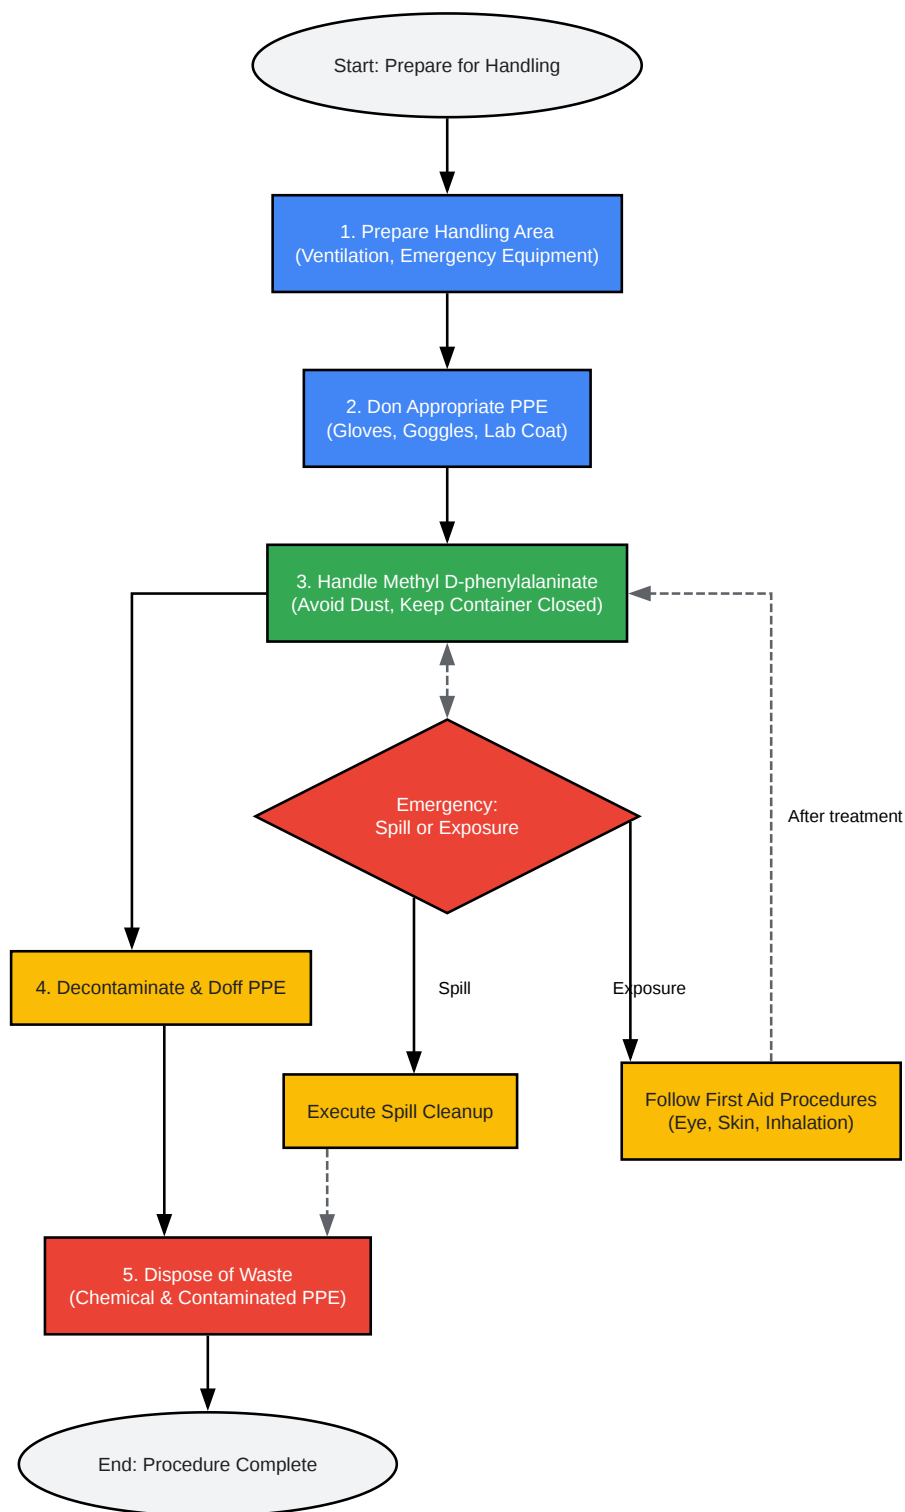 Start: Prepare for Handling
1. Prepare Handling Area
(Ventilation, Emergency Equipment)
2. Don Appropriate PPE
(Gloves, Goggles, Lab Coat)
3. Handle Methyl D-phenylalaninate
(Avoid Dust, Keep Container Closed)
Emergency:
Spill or Exposure
After treatment
4. Decontaminate & Doff PPE
Spill
Exposure
Execute Spill Cleanup
Follow First Aid Procedures
(Eye, Skin, Inhalation)
5. Dispose of Waste
(Chemical & Contaminated PPE)
End: Procedure Complete